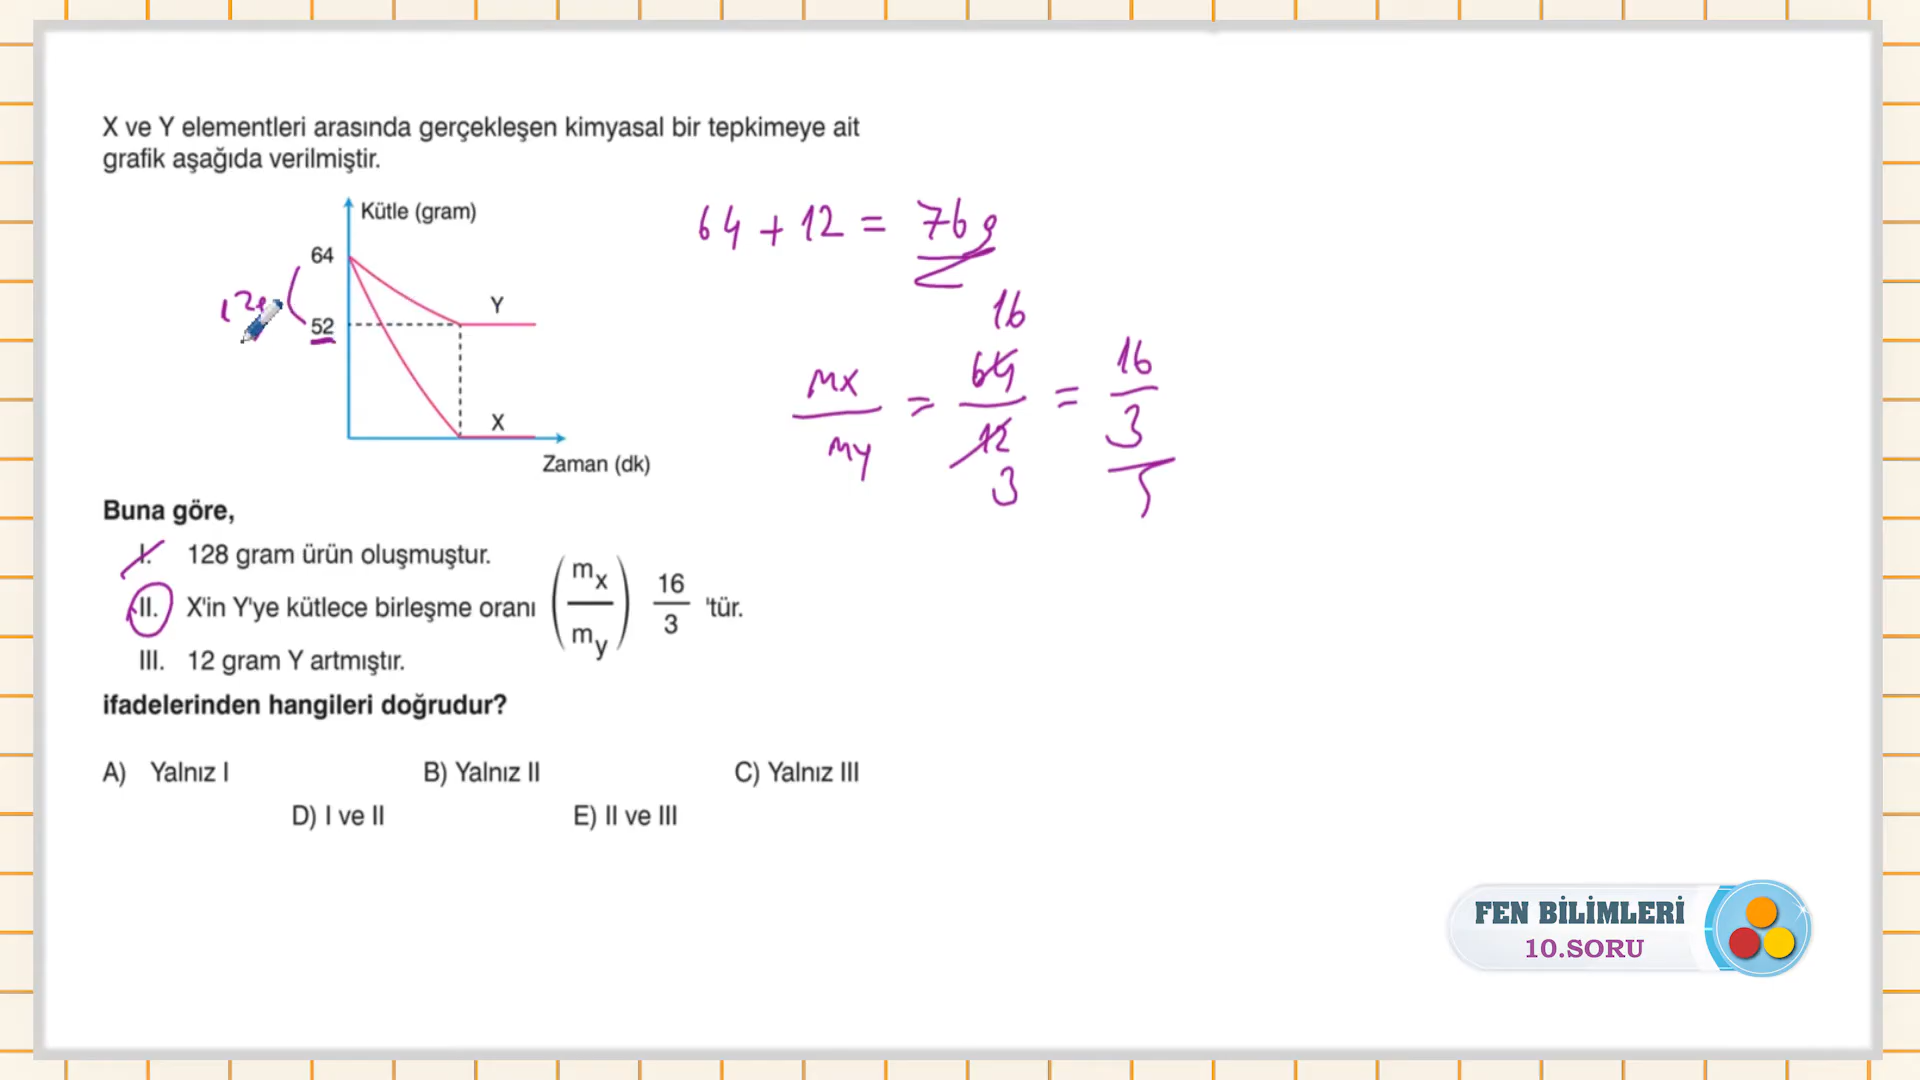 X ve Y elementleri arasında gerçekleşen kimyasal bir tepkimeye ait
grafik aşağıda verilmiştir.
Kütle (gram)
64
52
Y
X
Zaman (dk)
64 + 12 = 76 g
16
mx / my = 64 / 12 = 16 / 3
3
Buna göre,
I. 128 gram ürün oluşmuştur.
II. X'in Y'ye kütlece birleşme oranı (mx / my) 16 / 3 'tür.
III. 12 gram Y artmıştır.
ifadelerinden hangileri doğrudur?
A) Yalnız I B) Yalnız II C) Yalnız III
D) I ve II E) II ve III
FEN BİLİMLERİ
10.SORU